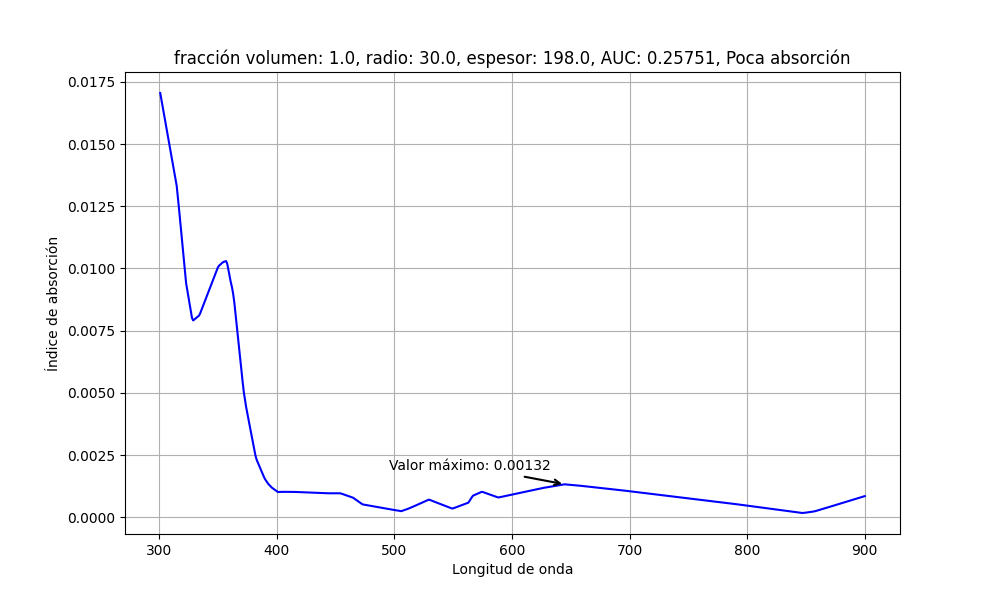 fracción volumen: 1.0, radio: 30.0, espesor: 198.0, AUC: 0.25751, Poca absorción
0.0175
0.0150
0.0125
0.0100
0.0075
0.0050
0.0025
0.0000
Índice de absorción
Valor máximo: 0.00132
300 400 500 600 700 800 900
Longitud de onda